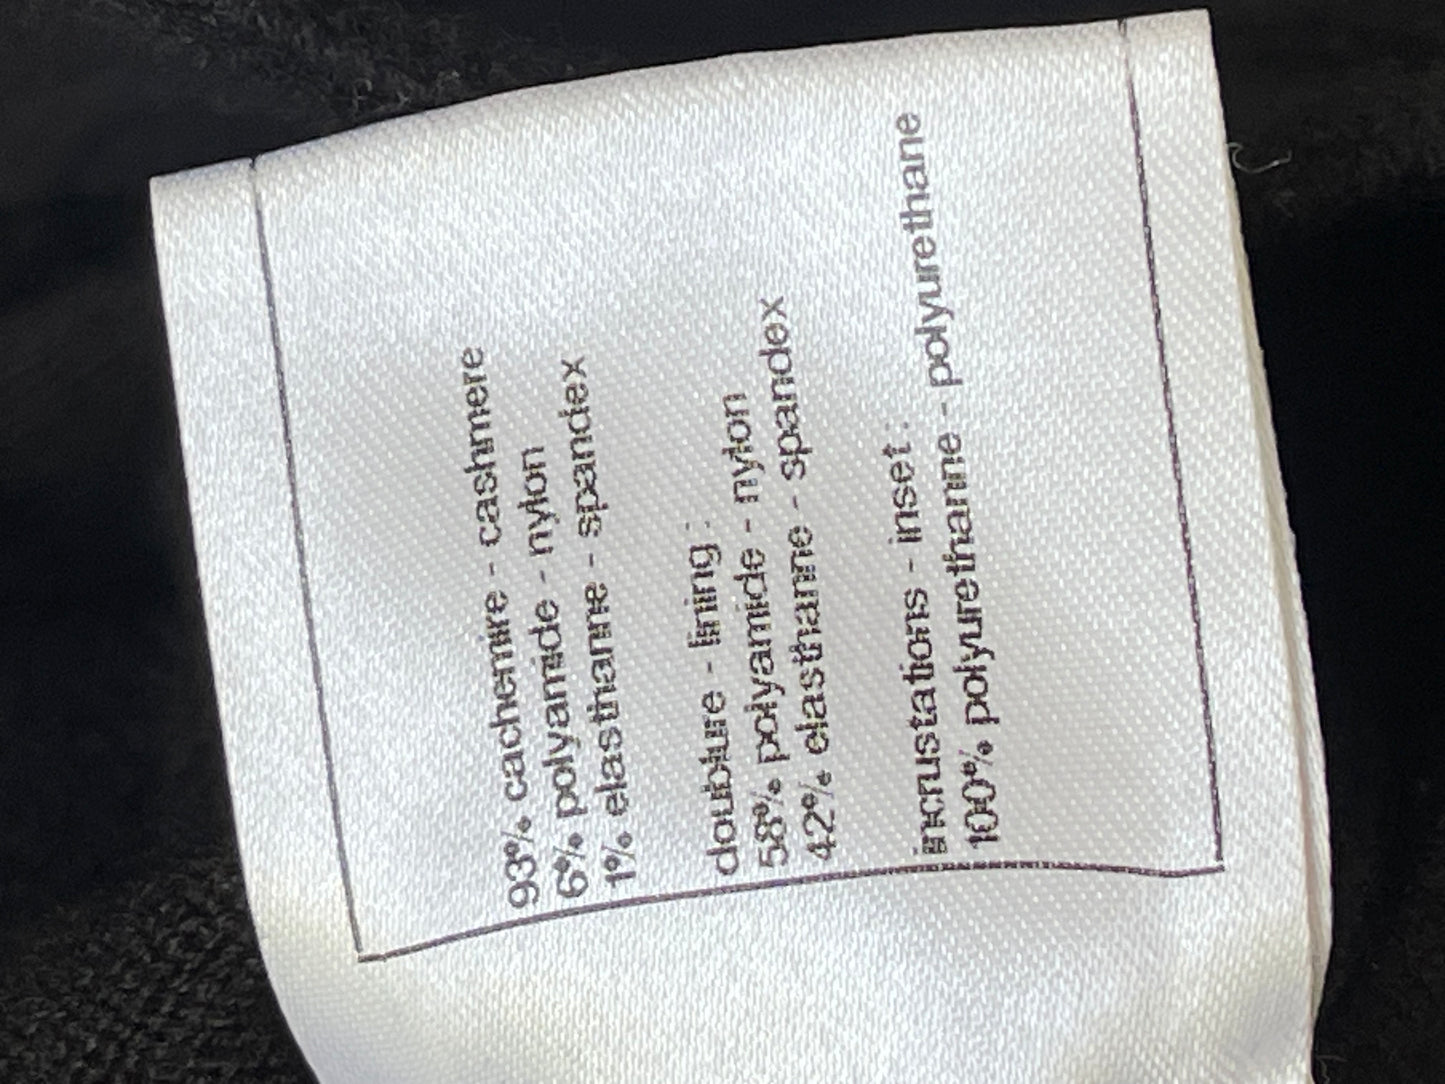 93% cachemire - cashmere
6% polyamide - nylon
1% elasthanne - spandex
doublure - lining :
58% polyamide - nylon
42% elasthanne - spandex
incrustations - inset :
100% polyurethanne - polyurethane